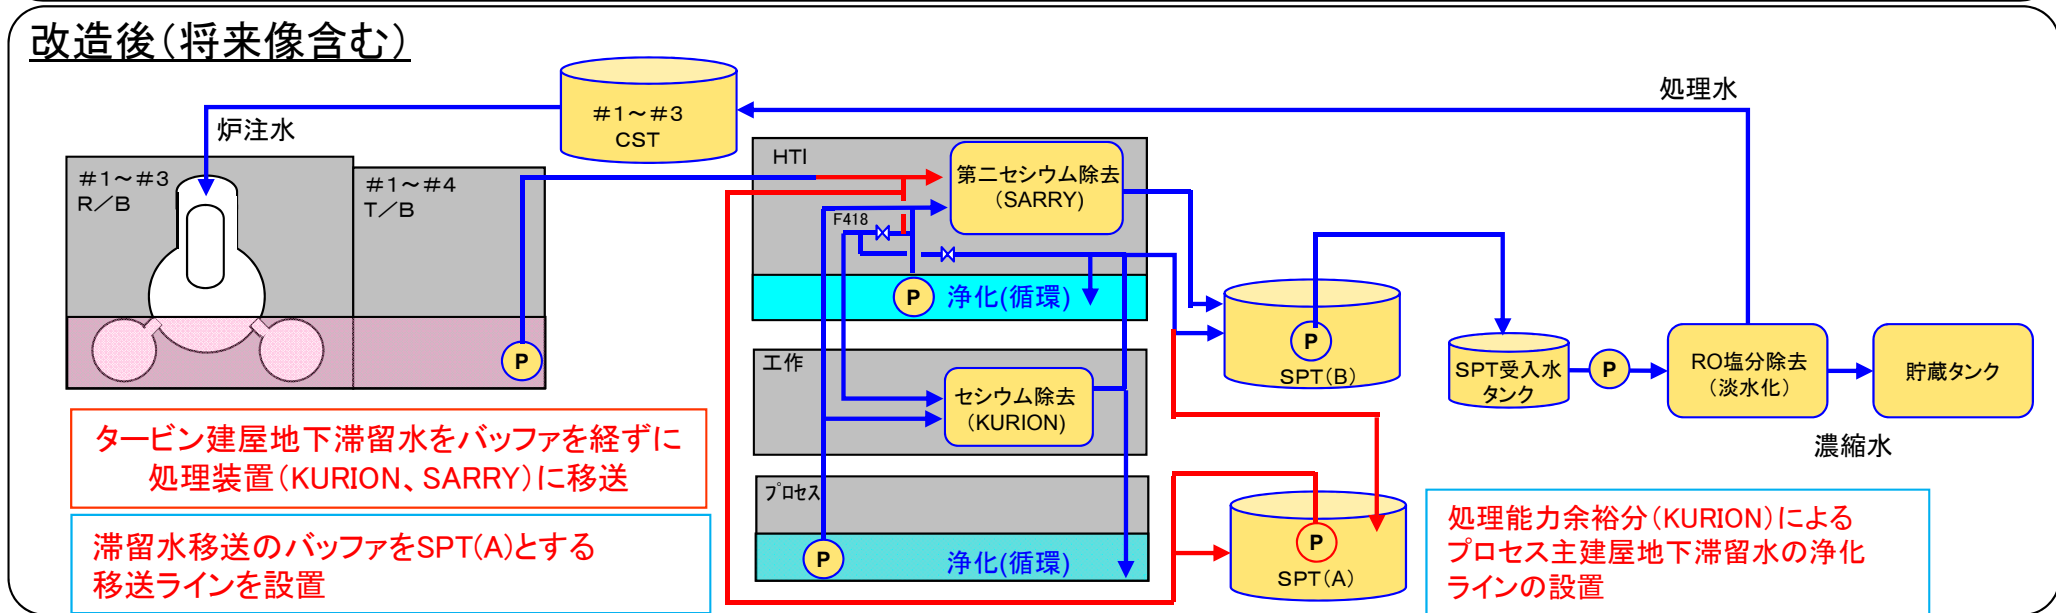 改造後(将来像含む)
処理水
#1~#3
CST
炉注水
HTI
#1~#3
R/B
#1~#4
T/B
第二セシウム除去
(SARRY)
F418
P
浄化(循環)
P
P
SPT(B)
SPT受入水
タンク
P
RO塩分除去
(淡水化)
貯蔵タンク
工作
セシウム除去
(KURION)
濃縮水
タービン建屋地下滞留水をバッファを経ずに
処理装置(KURION、SARRY)に移送
プロセス
P
浄化(循環)
P
SPT(A)
滞留水移送のバッファをSPT(A)とする
移送ラインを設置
処理能力余裕分(KURION)による
プロセス主建屋地下滞留水の浄化
ラインの設置